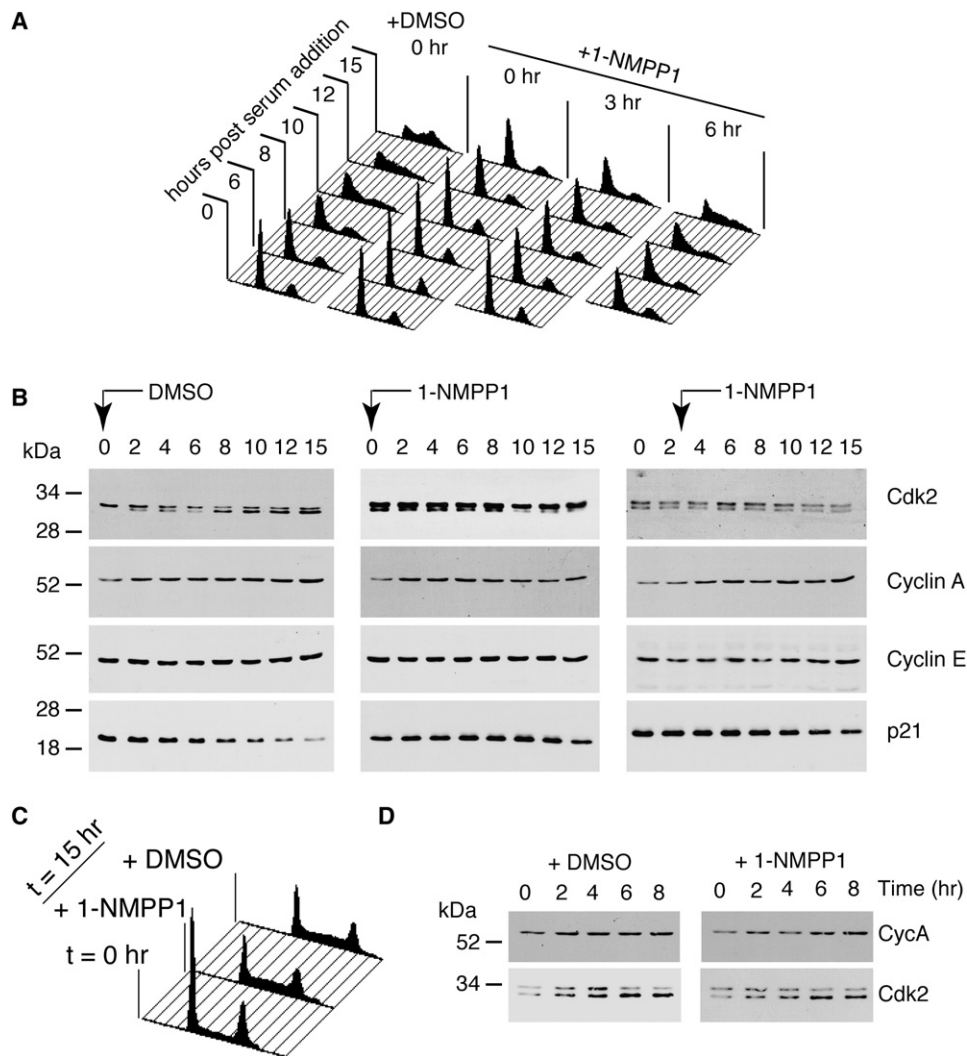 A
hours post serum addition
0
6
8
10
12
15
+DMSO
0 hr
+1-NMPP1
0 hr
3 hr
6 hr
B
DMSO
1-NMPP1
1-NMPP1
kDa
0 2 4 6 8 10 12 15
0 2 4 6 8 10 12 15
0 2 4 6 8 10 12 15
34
28
Cdk2
52
Cyclin A
52
Cyclin E
28
18
p21
C
t = 15 hr
+ DMSO
+ 1-NMPP1
t = 0 hr
D
+ DMSO
+ 1-NMPP1
0 2 4 6 8
0 2 4 6 8
Time (hr)
kDa
52
CycA
34
Cdk2